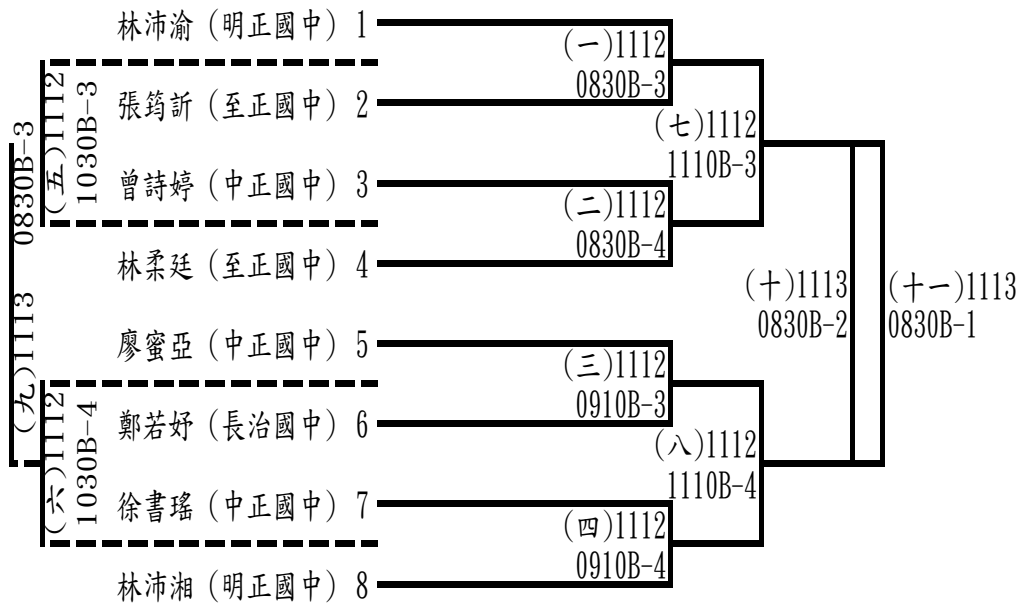 林沛渝 (明正國中) 1
(一)1112
0830B-3
張筠訢 (至正國中) 2
(七)1112
1110B-3
曾詩婷 (中正國中) 3
(二)1112
0830B-4
林柔廷 (至正國中) 4
(五)1112
1030B-3
(九)1113
0830B-3
(十)1113
0830B-2
(十一)1113
0830B-1
廖蜜亞 (中正國中) 5
(三)1112
0910B-3
鄭若妤 (長治國中) 6
(八)1112
1110B-4
徐書瑤 (中正國中) 7
(四)1112
0910B-4
林沛湘 (明正國中) 8
(六)1112
1030B-4